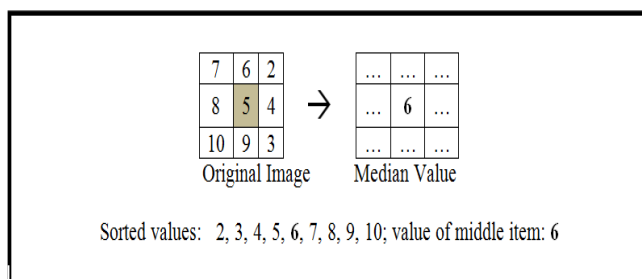 7 6 2 … … …
8 5 4 → … 6 …
10 9 3 … … …
Original Image Median Value
Sorted values: 2, 3, 4, 5, 6, 7, 8, 9, 10; value of middle item: 6